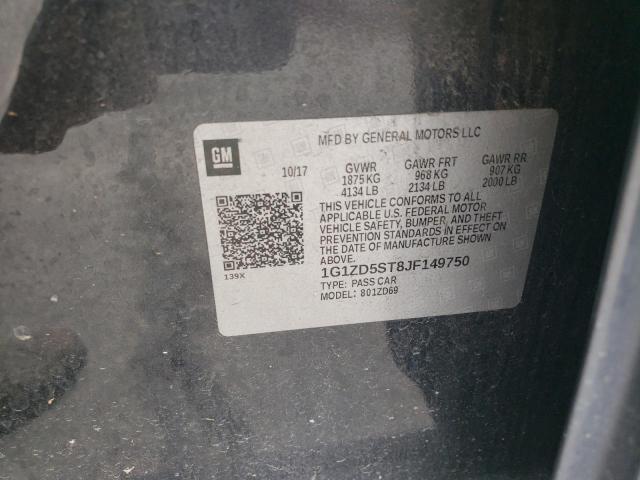 GM
MFD BY GENERAL MOTORS LLC
10/17
GVWR GAWR FRT GAWR RR
1875 KG 968 KG 907 KG
4134 LB 2134 LB 2000 LB
THIS VEHICLE CONFORMS TO ALL
APPLICABLE U.S. FEDERAL MOTOR
VEHICLE SAFETY, BUMPER, AND THEFT
PREVENTION STANDARDS IN EFFECT ON
THE DATE OF MANUFACTURE SHOWN
ABOVE.
139X
1G1ZD5ST8JF149750
TYPE: PASS CAR
MODEL: 801ZD69